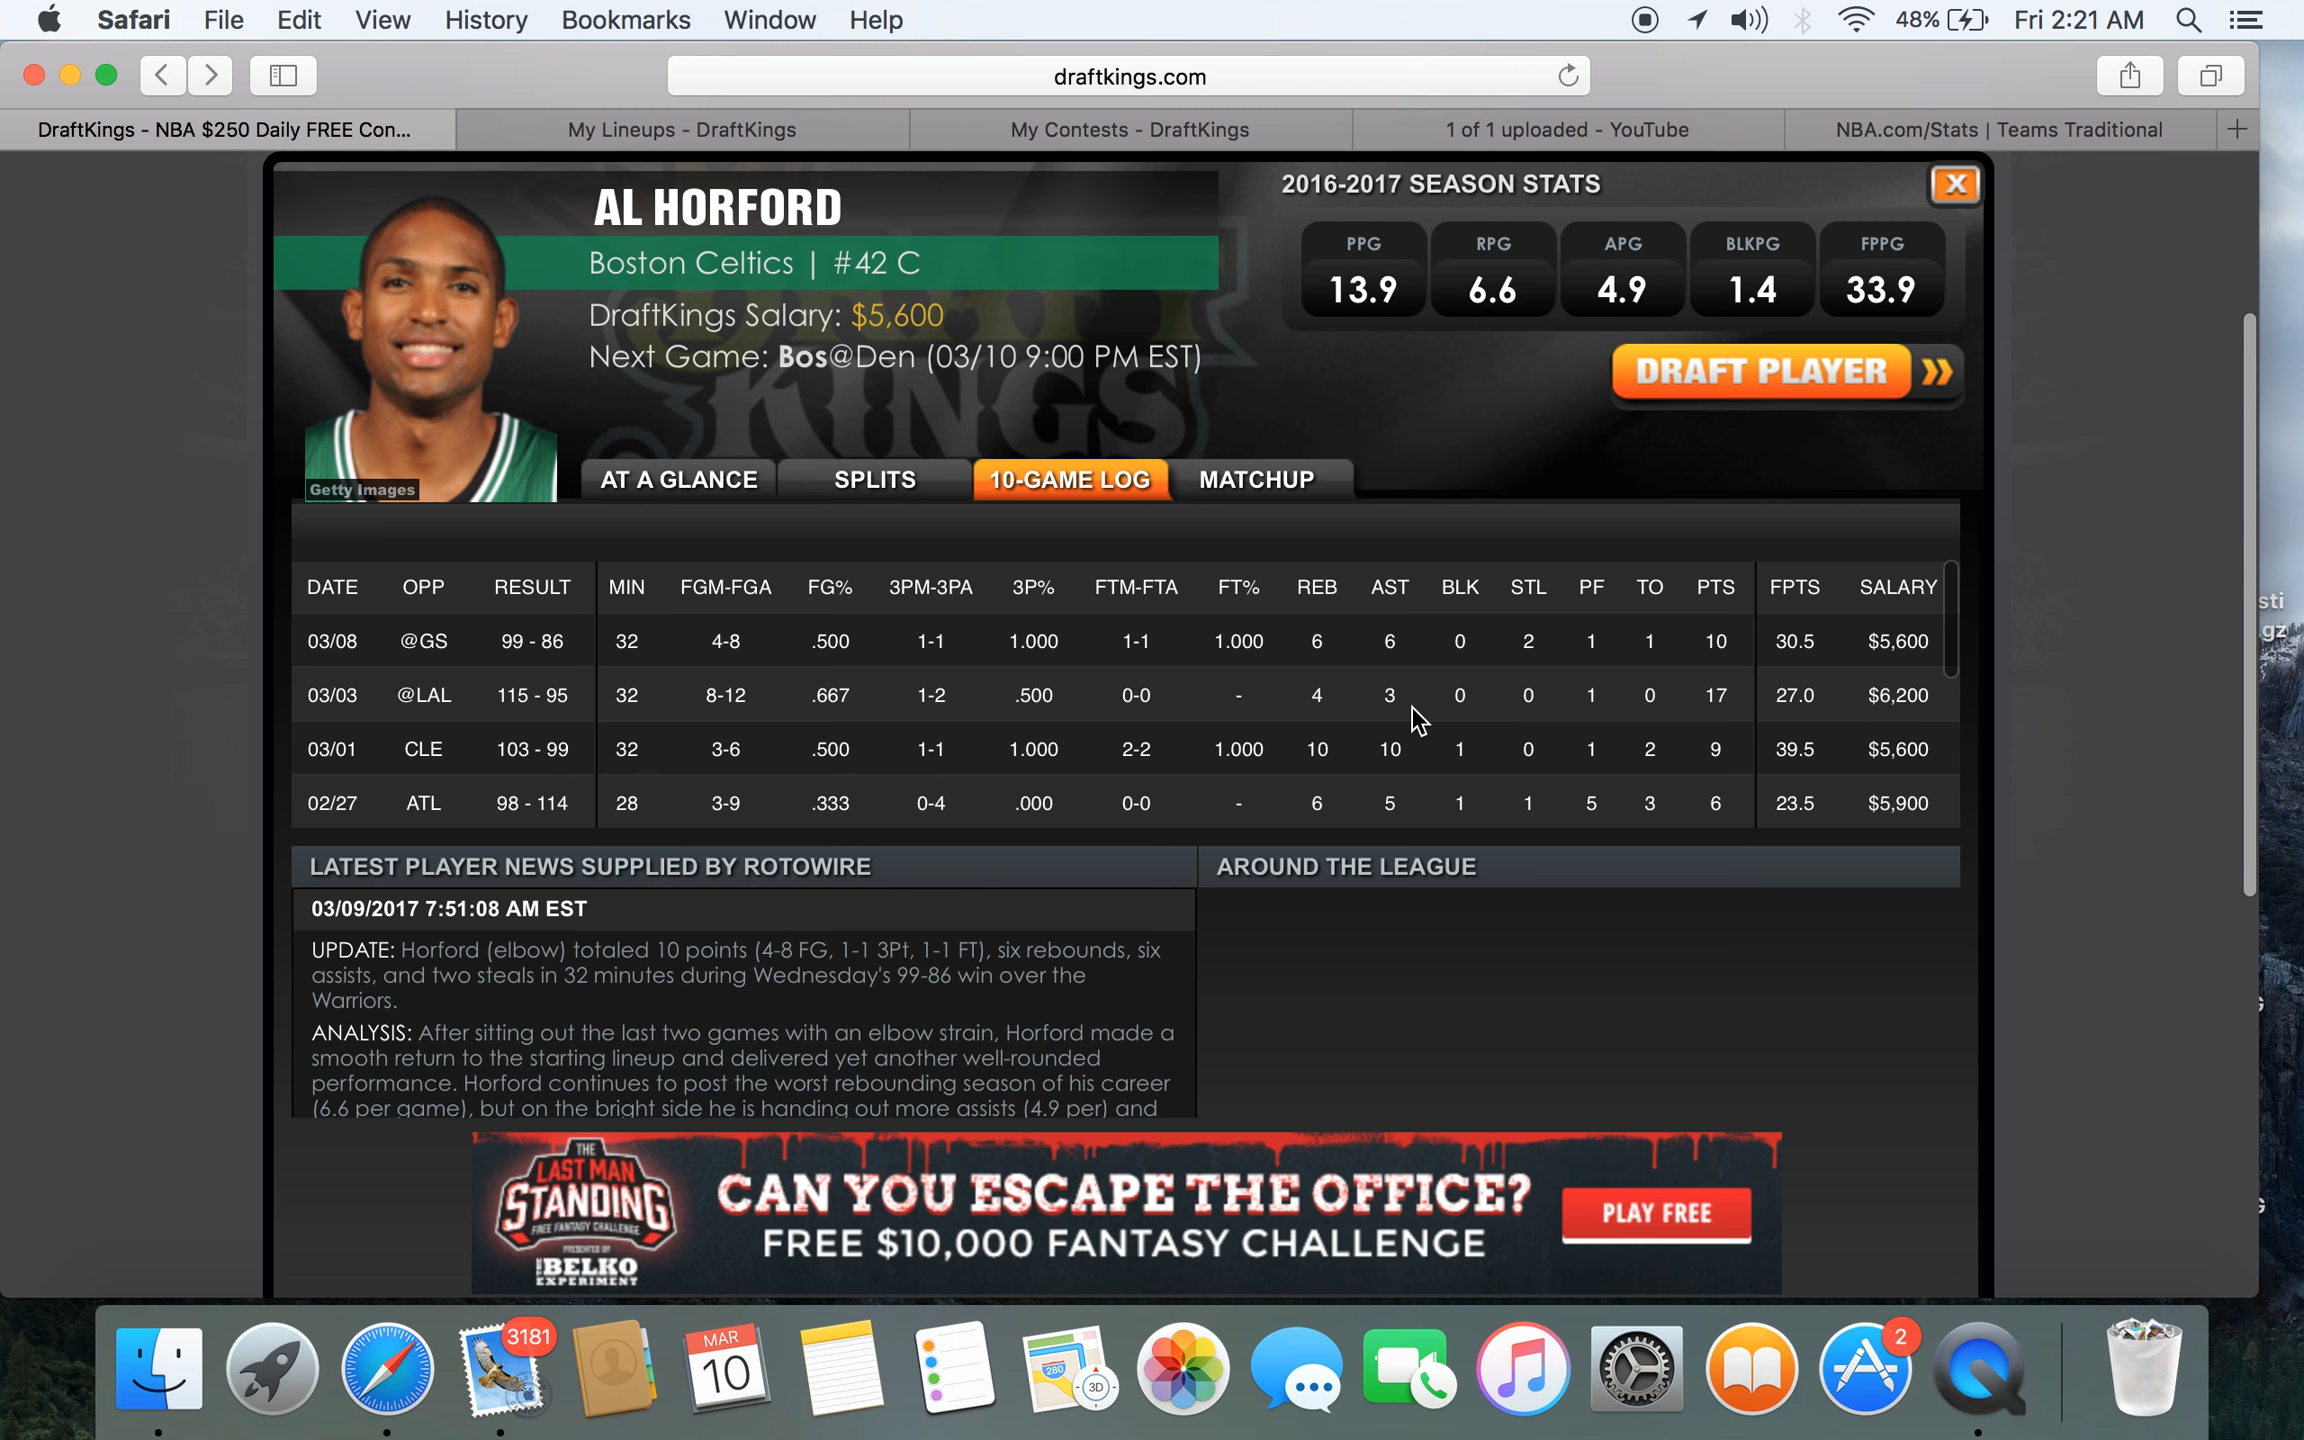 Safari File Edit View History Bookmarks Window Help 48% Fri 2:21 AM
draftkings.com
DraftKings - NBA $250 Daily FREE Con... My Lineups - DraftKings My Contests - DraftKings 1 of 1 uploaded - YouTube NBA.com/Stats | Teams Traditional
AL HORFORD
Boston Celtics | #42 C
DraftKings Salary: $5,600
Next Game: Bos@Den (03/10 9:00 PM EST)
KINGS
Getty Images
2016-2017 SEASON STATS
X
PPG RPG APG BLKPG FPPG
13.9 6.6 4.9 1.4 33.9
DRAFT PLAYER
AT A GLANCE SPLITS 10-GAME LOG MATCHUP
DATE OPP RESULT MIN FGM-FGA FG% 3PM-3PA 3P% FTM-FTA FT% REB AST BLK STL PF TO PTS FPTS SALARY
03/08 @GS 99 - 86 32 4-8 .500 1-1 1.000 1-1 1.000 6 6 0 2 1 1 10 30.5 $5,600
03/03 @LAL 115 - 95 32 8-12 .667 1-2 .500 0-0 - 4 3 0 0 1 0 17 27.0 $6,200
03/01 CLE 103 - 99 32 3-6 .500 1-1 1.000 2-2 1.000 10 10 1 0 1 2 9 39.5 $5,600
02/27 ATL 98 - 114 28 3-9 .333 0-4 .000 0-0 - 6 5 1 1 5 3 6 23.5 $5,900
LATEST PLAYER NEWS SUPPLIED BY ROTOWIRE
AROUND THE LEAGUE
03/09/2017 7:51:08 AM EST
UPDATE: Horford (elbow) totaled 10 points (4-8 FG, 1-1 3Pt, 1-1 FT), six rebounds, six
assists, and two steals in 32 minutes during Wednesday's 99-86 win over the
Warriors.
ANALYSIS: After sitting out the last two games with an elbow strain, Horford made a
smooth return to the starting lineup and delivered yet another well-rounded
performance. Horford continues to post the worst rebounding season of his career
(6.6 per game), but on the bright side he is handing out more assists (4.9 per) and
THE
LAST MAN
STANDING
FREE FANTASY CHALLENGE
PRESENTED BY
THE BELKO
EXPERIMENT
CAN YOU ESCAPE THE OFFICE?
FREE $10,000 FANTASY CHALLENGE
PLAY FREE
sti
.gz
3181
MAR
10
280
3D
2